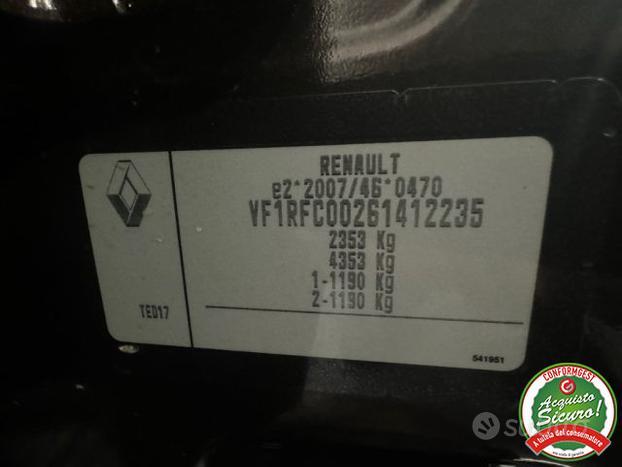 RENAULT
e2*2007/46*0470
VF1RFC00261412235
2353 Kg
4353 Kg
1-1190 Kg
2-1190 Kg
TED17
541951
CONFORMGEST
Acquisto
Sicuro!
A tutela del consumatore